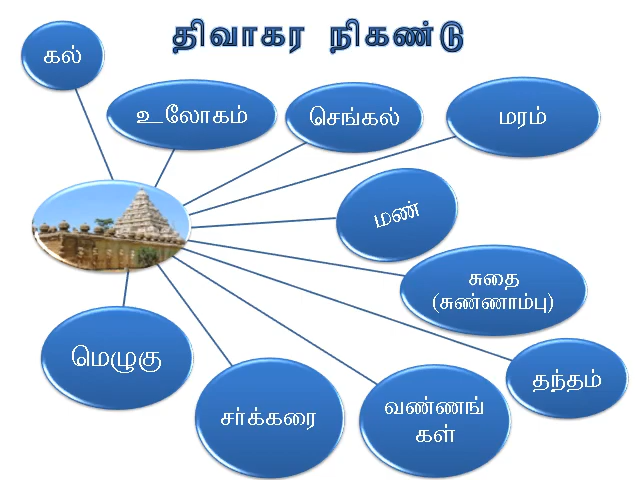 திவாகர நிகண்டு
கல்
உலோகம்
செங்கல்
மரம்
மண்
சுதை
(சுண்ணாம்பு)
தந்தம்
வண்ணங்
கள்
சர்க்கரை
மெழுகு